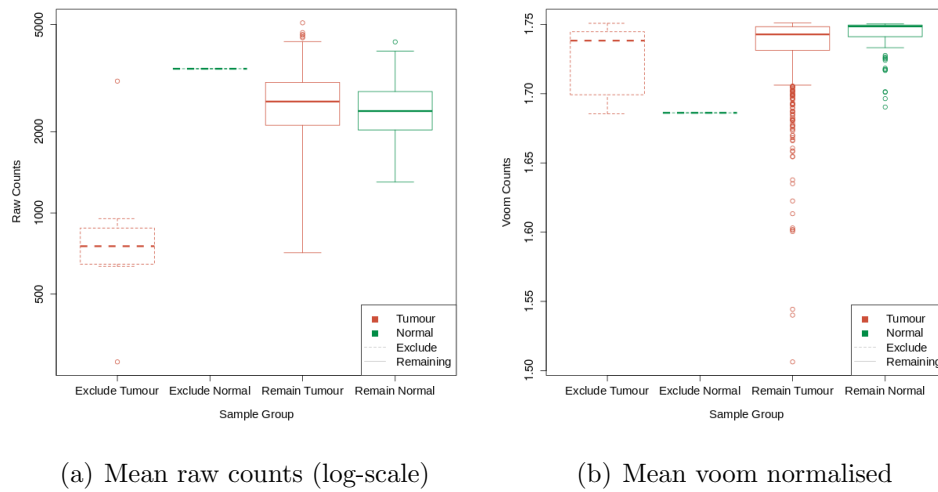 5000
2000
1000
500
Raw Counts
Tumour
Normal
Exclude
Remaining
Exclude Tumour Exclude Normal Remain Tumour Remain Normal
Sample Group
(a) Mean raw counts (log-scale)
1.75
1.70
1.65
1.60
1.55
1.50
Voom Counts
Tumour
Normal
Exclude
Remaining
Exclude Tumour Exclude Normal Remain Tumour Remain Normal
Sample Group
(b) Mean voom normalised